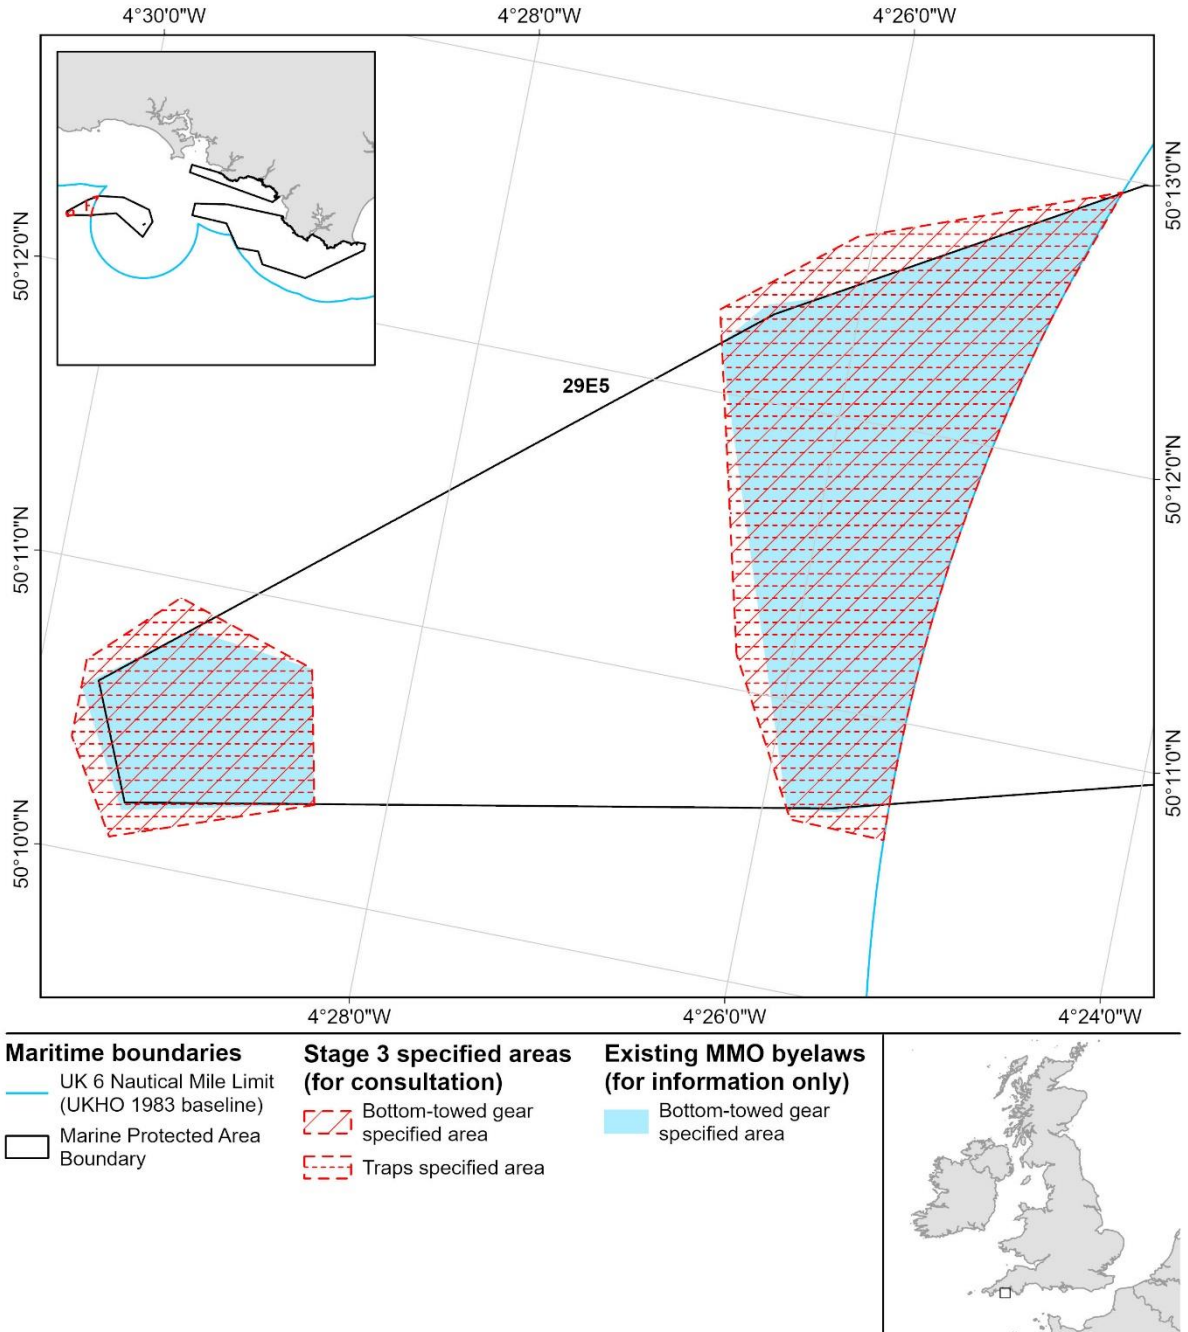 4°30'0"W
4°28'0"W
4°26'0"W
50°13'0"N
50°12'0"N
29E5
50°12'0"N
50°11'0"N
50°11'0"N
50°10'0"N
4°28'0"W
4°26'0"W
4°24'0"W
Maritime boundaries
UK 6 Nautical Mile Limit
(UKHO 1983 baseline)
Marine Protected Area
Boundary
Stage 3 specified areas
(for consultation)
Bottom-towed gear
specified area
Traps specified area
Existing MMO byelaws
(for information only)
Bottom-towed gear
specified area